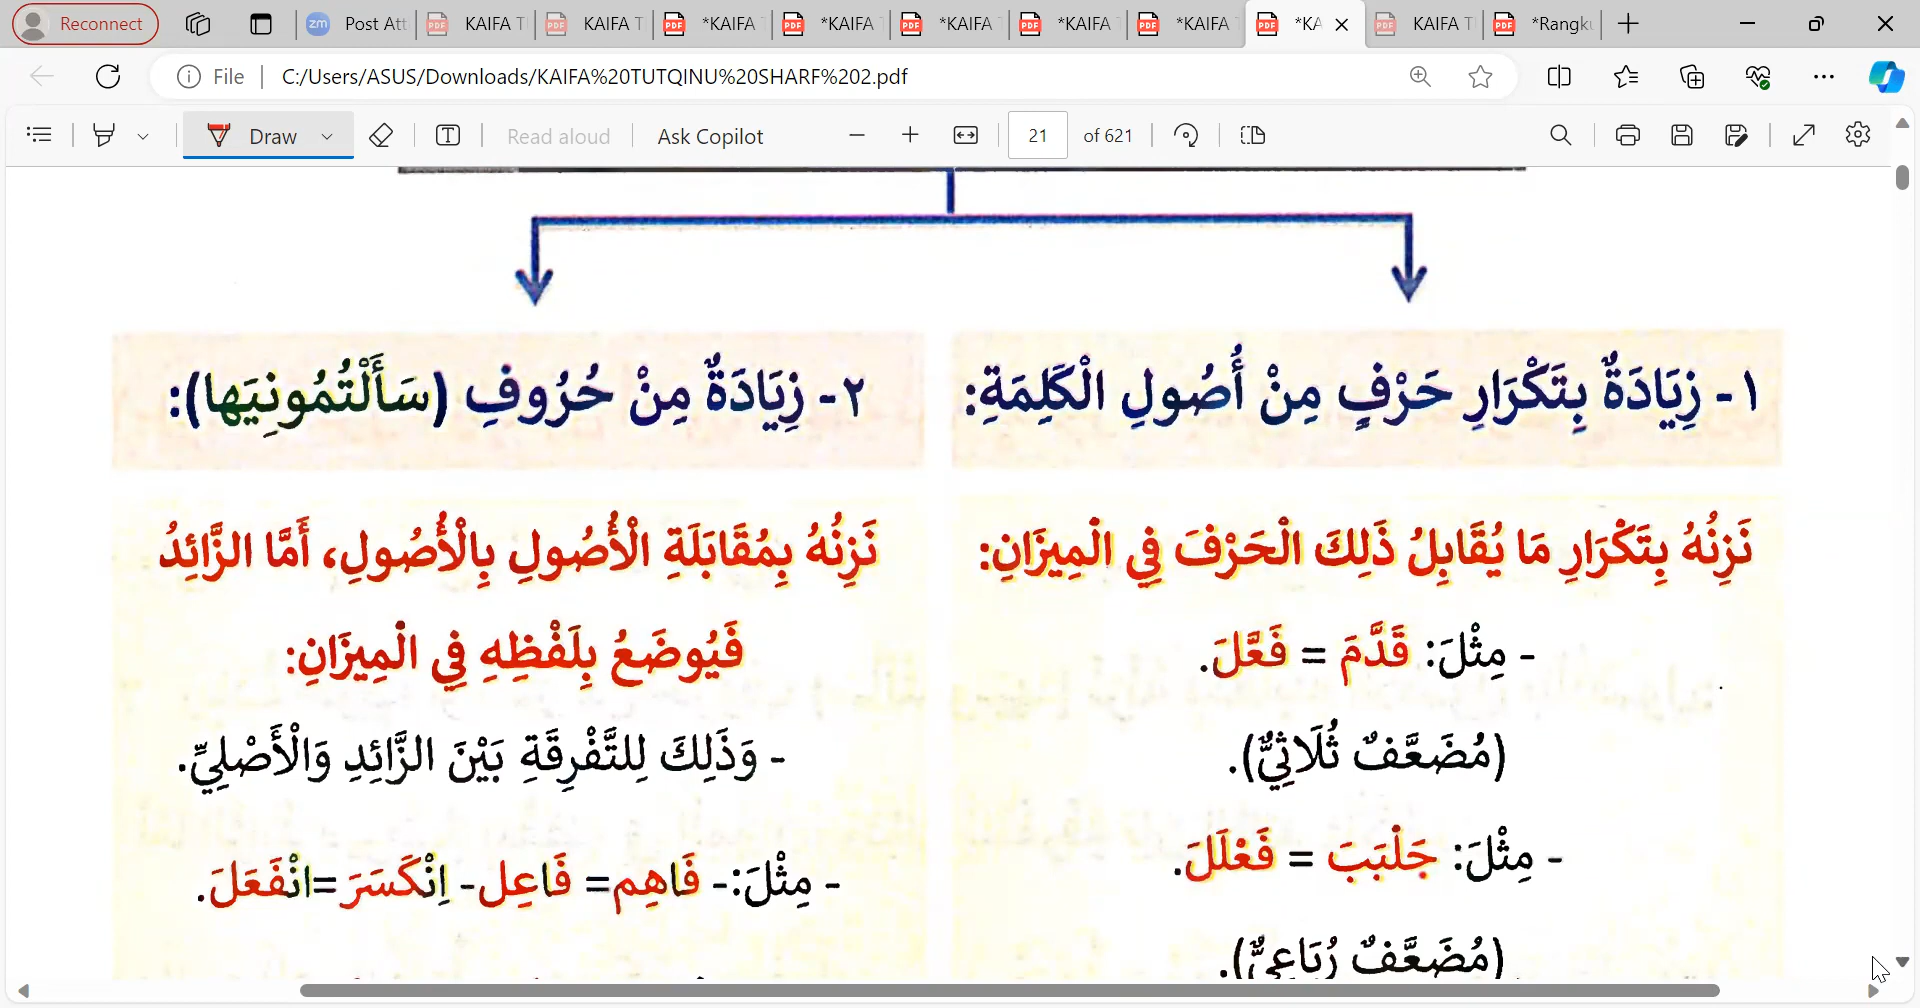 Reconnect
Post Att
KAIFA T
KAIFA T
*KAIFA
*KAIFA
*KAIFA
*KAIFA
*KAIFA
*KA
KAIFA T
*Rangku
File
C:/Users/ASUS/Downloads/KAIFA%20TUTQINU%20SHARF%202.pdf
Draw
Read aloud
Ask Copilot
21
of 621
١- زِيَادَةٌ بِتَكْرَارِ حَرْفٍ مِنْ أُصُولِ الْكَلِمَةِ:
نَزِنُهُ بِتَكْرَارِ مَا يُقَابِلُ ذَلِكَ الْحَرْفَ فِي الْمِيزَانِ:
- مِثْلَ: قَدَّمَ = فَعَّلَ.
(مُضَعَّفٌ ثُلَاثِيٌّ).
- مِثْلَ: جَلْبَبَ = فَعْلَلَ.
(مُضَعَّفٌ رُبَاعِيٌّ).
٢- زِيَادَةٌ مِنْ حُرُوفِ (سَأَلْتُمُونِيَها):
نَزِنُهُ بِمُقَابَلَةِ الْأُصُولِ بِالْأُصُولِ، أَمَّا الزَّائِدُ
فَيُوضَعُ بِلَفْظِهِ فِي الْمِيزَانِ:
- وَذَلِكَ لِلتَّفْرِقَةِ بَيْنَ الزَّائِدِ وَالْأَصْلِيِّ.
- مِثْلَ:- فَاهِم= فَاعِل- اِنْكَسَرَ =انْفَعَلَ.